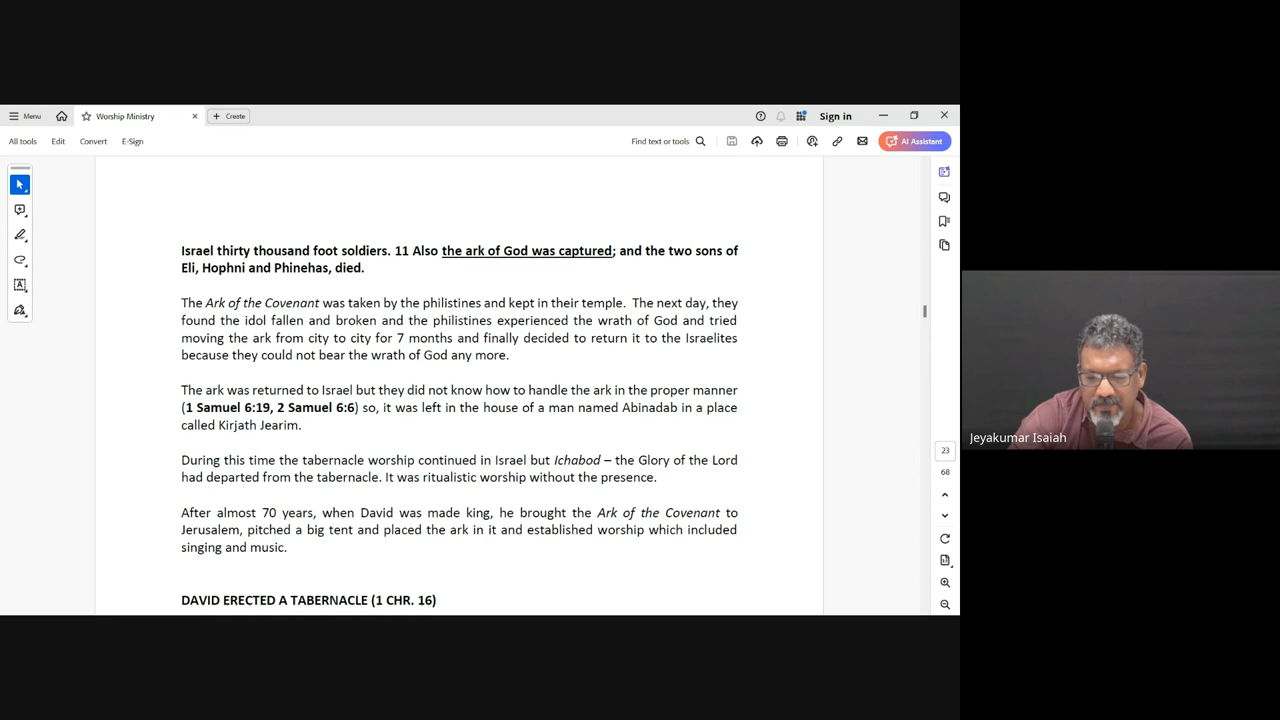 Menu
Worship Ministry
Create
Sign in
All tools
Edit
Convert
E-Sign
Find text or tools
AI Assistant
Israel thirty thousand foot soldiers. 11 Also the ark of God was captured; and the two sons of
Eli, Hophni and Phinehas, died.
The Ark of the Covenant was taken by the philistines and kept in their temple. The next day, they
found the idol fallen and broken and the philistines experienced the wrath of God and tried
moving the ark from city to city for 7 months and finally decided to return it to the Israelites
because they could not bear the wrath of God any more.
The ark was returned to Israel but they did not know how to handle the ark in the proper manner
(1 Samuel 6:19, 2 Samuel 6:6) so, it was left in the house of a man named Abinadab in a place
called Kirjath Jearim.
During this time the tabernacle worship continued in Israel but Ichabod – the Glory of the Lord
had departed from the tabernacle. It was ritualistic worship without the presence.
After almost 70 years, when David was made king, he brought the Ark of the Covenant to
Jerusalem, pitched a big tent and placed the ark in it and established worship which included
singing and music.
DAVID ERECTED A TABERNACLE (1 CHR. 16)
23
68
Jeyakumar Isaiah